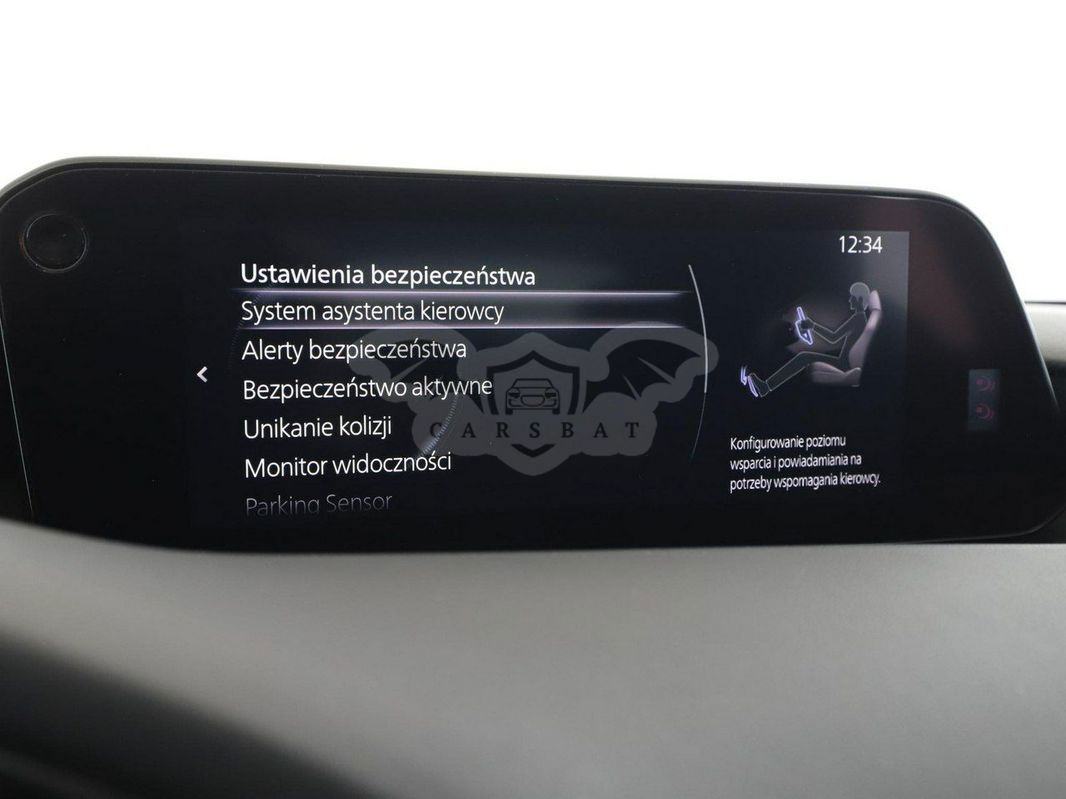 12:34
Ustawienia bezpieczeństwa
System asystenta kierowcy
Alerty bezpieczeństwa
Bezpieczeństwo aktywne
Unikanie kolizji
Monitor widoczności
Parking Sensor
Konfigurowanie poziomu
wsparcia i powiadamiania na
potrzeby wspomagania kierowcy.
CARSBAT